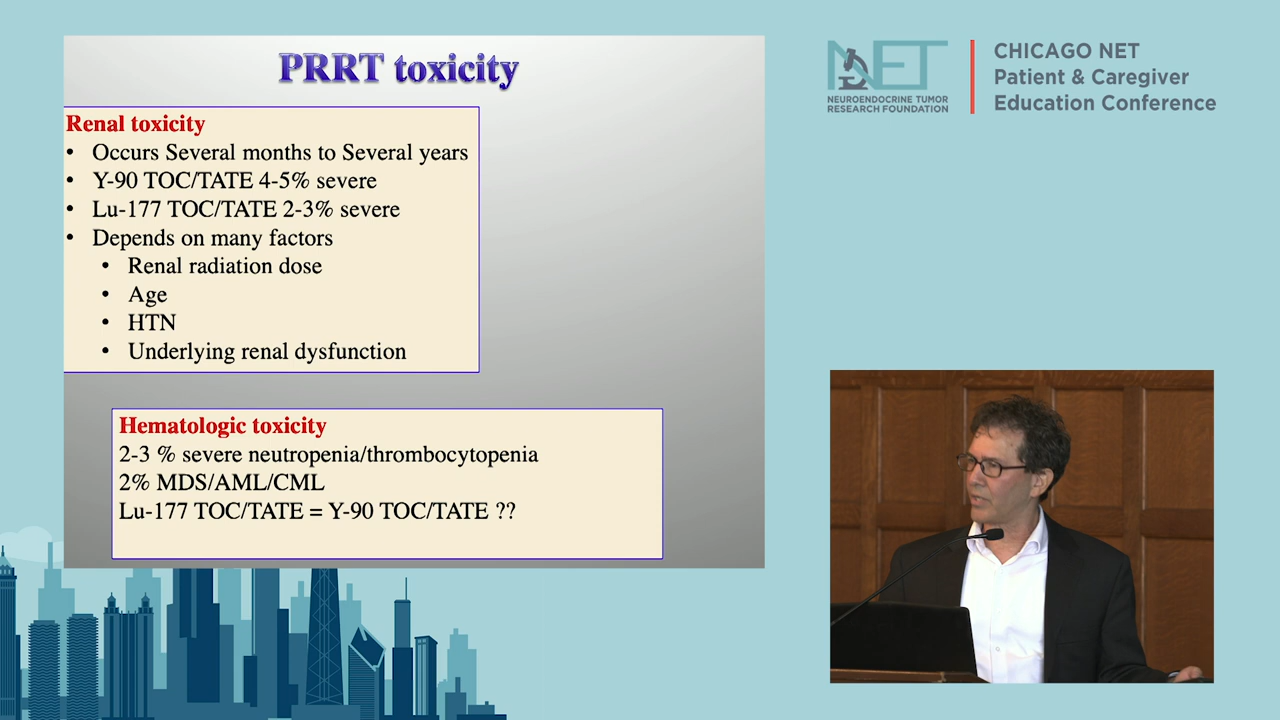 PRRT toxicity
Renal toxicity
• Occurs Several months to Several years
• Y-90 TOC/TATE 4-5% severe
• Lu-177 TOC/TATE 2-3% severe
• Depends on many factors
• Renal radiation dose
• Age
• HTN
• Underlying renal dysfunction
Hematologic toxicity
2-3 % severe neutropenia/thrombocytopenia
2% MDS/AML/CML
Lu-177 TOC/TATE = Y-90 TOC/TATE ??
NET
NEUROENDOCRINE TUMOR
RESEARCH FOUNDATION
CHICAGO NET
Patient & Caregiver
Education Conference